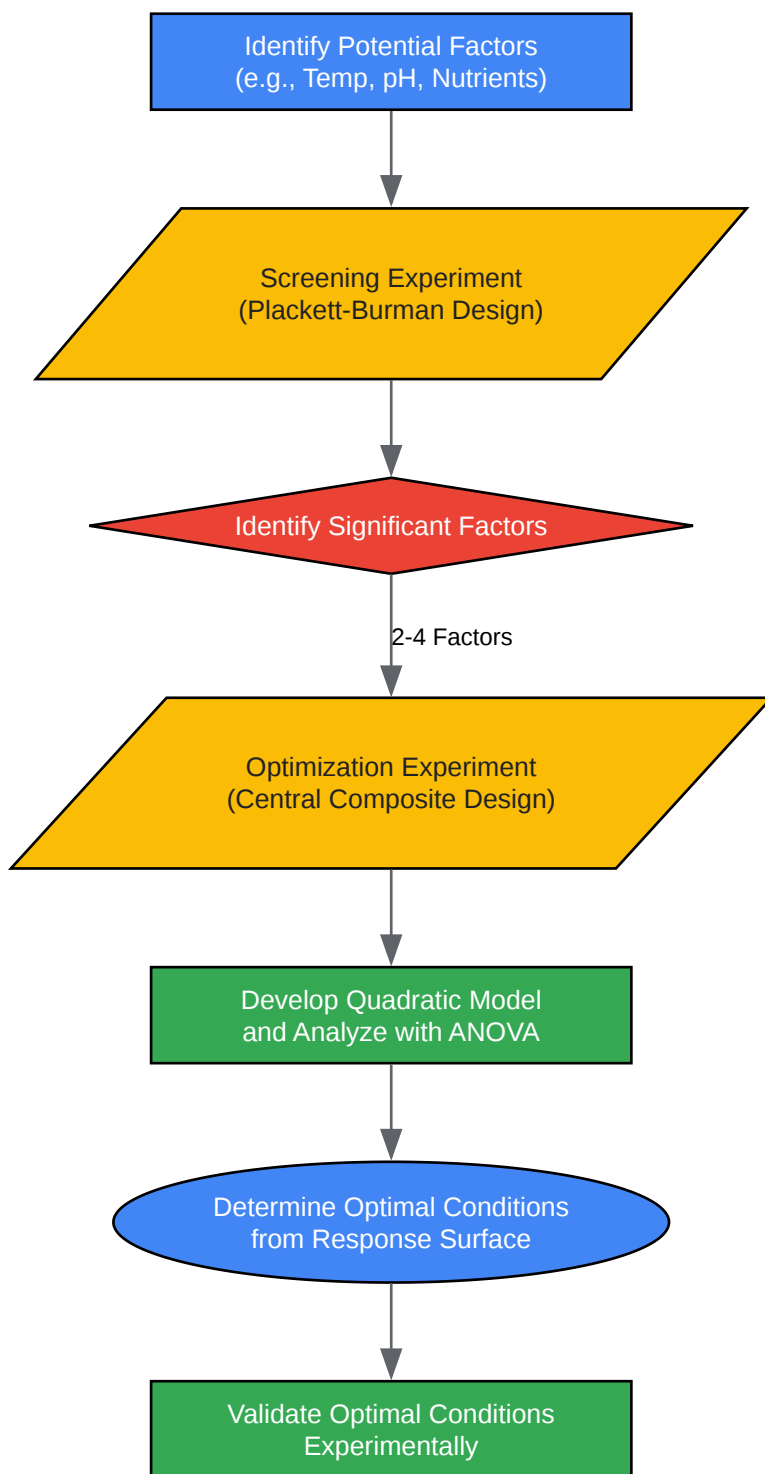 Identify Potential Factors
(e.g., Temp, pH, Nutrients)
Screening Experiment
(Plackett-Burman Design)
Identify Significant Factors
2-4 Factors
Optimization Experiment
(Central Composite Design)
Develop Quadratic Model
and Analyze with ANOVA
Determine Optimal Conditions
from Response Surface
Validate Optimal Conditions
Experimentally